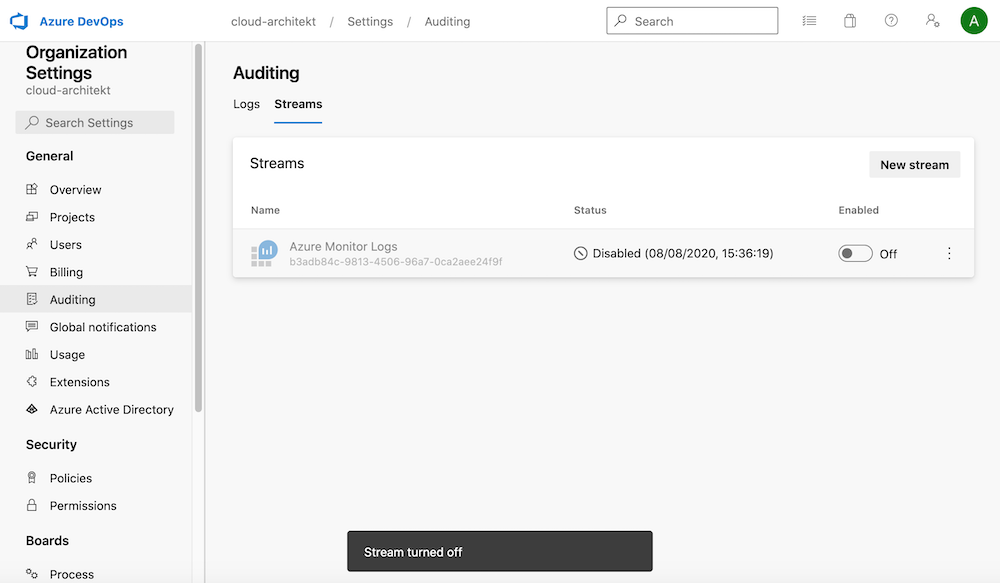 Azure DevOps
cloud-architekt / Settings / Auditing
Search
A
Organization
Settings
cloud-architekt
Search Settings
General
Overview
Projects
Users
Billing
Auditing
Global notifications
Usage
Extensions
Azure Active Directory
Security
Policies
Permissions
Boards
Process
Auditing
Logs Streams
Streams
New stream
Name Status Enabled
Azure Monitor Logs
b3adb84c-9813-4506-96a7-0ca2aee24f9f
Disabled (08/08/2020, 15:36:19)
Off
Stream turned off